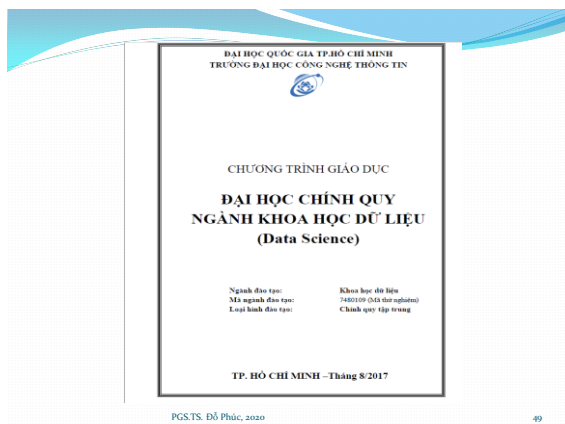 ĐẠI HỌC QUỐC GIA TP.HỒ CHÍ MINH
TRƯỜNG ĐẠI HỌC CÔNG NGHỆ THÔNG TIN
CHƯƠNG TRÌNH GIÁO DỤC
ĐẠI HỌC CHÍNH QUY
NGÀNH KHOA HỌC DỮ LIỆU
(Data Science)
Ngành đào tạo: Khoa học dữ liệu
Mã ngành đào tạo: 7480109 (Mã thử nghiệm)
Loại hình đào tạo: Chính quy tập trung
TP. HỒ CHÍ MINH –Tháng 8/2017
PGS.TS. Đỗ Phúc, 2020 49